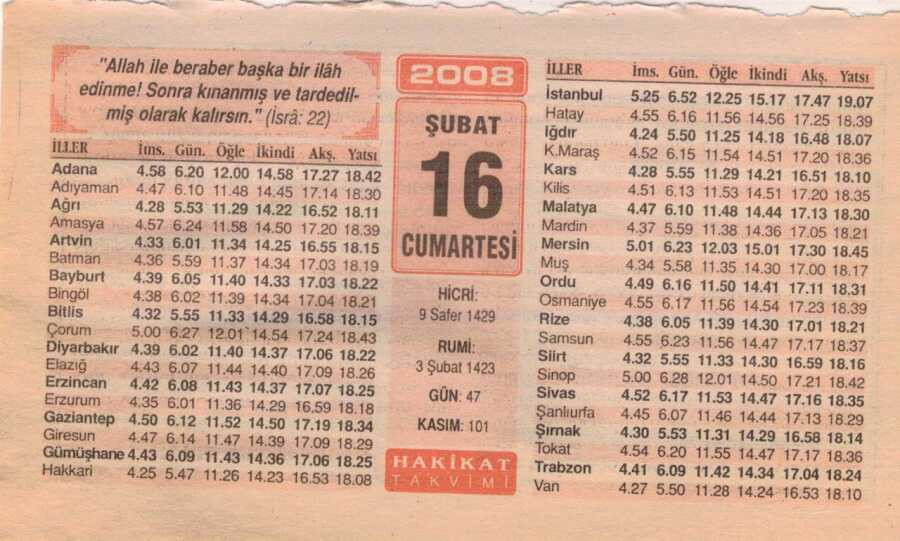 "Allah ile beraber başka bir ilâh
edinme! Sonra kınanmış ve tardedil-
miş olarak kalırsın." (İsrâ: 22)
İLLER İms. Gün. Öğle İkindi Akş. Yatsı
Adana 4.58 6.20 12.00 14.58 17.27 18.42
Adıyaman 4.47 6.10 11.48 14.45 17.14 18.30
Ağrı 4.28 5.53 11.29 14.22 16.52 18.11
Amasya 4.57 6.24 11.58 14.50 17.20 18.39
Artvin 4.33 6.01 11.34 14.25 16.55 18.15
Batman 4.36 5.59 11.37 14.34 17.03 18.19
Bayburt 4.39 6.05 11.40 14.33 17.03 18.22
Bingöl 4.38 6.02 11.39 14.34 17.04 18.21
Bitlis 4.32 5.55 11.33 14.29 16.58 18.15
Çorum 5.00 6.27 12.01 14.54 17.24 18.43
Diyarbakır 4.39 6.02 11.40 14.37 17.06 18.22
Elazığ 4.43 6.07 11.44 14.40 17.09 18.26
Erzincan 4.42 6.08 11.43 14.37 17.07 18.25
Erzurum 4.35 6.01 11.36 14.29 16.59 18.18
Gaziantep 4.50 6.12 11.52 14.50 17.19 18.34
Giresun 4.47 6.14 11.47 14.39 17.09 18.29
Gümüşhane 4.43 6.09 11.43 14.36 17.06 18.25
Hakkari 4.25 5.47 11.26 14.23 16.53 18.08
2008
ŞUBAT
16
CUMARTESİ
HİCRİ:
9 Safer 1429
RUMİ:
3 Şubat 1423
GÜN: 47
KASIM: 101
HAKİKAT
TAKVİMİ
İLLER İms. Gün. Öğle İkindi Akş. Yatsı
İstanbul 5.25 6.52 12.25 15.17 17.47 19.07
Hatay 4.55 6.16 11.56 14.56 17.25 18.39
Iğdır 4.24 5.50 11.25 14.18 16.48 18.07
K.Maraş 4.52 6.15 11.54 14.51 17.20 18.36
Kars 4.28 5.55 11.29 14.21 16.51 18.10
Kilis 4.51 6.13 11.53 14.51 17.20 18.35
Malatya 4.47 6.10 11.48 14.44 17.13 18.30
Mardin 4.37 5.59 11.38 14.36 17.05 18.21
Mersin 5.01 6.23 12.03 15.01 17.30 18.45
Muş 4.34 5.58 11.35 14.30 17.00 18.17
Ordu 4.49 6.16 11.50 14.41 17.11 18.31
Osmaniye 4.55 6.17 11.56 14.54 17.23 18.39
Rize 4.38 6.05 11.39 14.30 17.01 18.21
Samsun 4.55 6.23 11.56 14.47 17.17 18.37
Siirt 4.32 5.55 11.33 14.30 16.59 18.16
Sinop 5.00 6.28 12.01 14.50 17.21 18.42
Sivas 4.52 6.17 11.53 14.47 17.16 18.35
Şanlıurfa 4.45 6.07 11.46 14.44 17.13 18.29
Şırnak 4.30 5.53 11.31 14.29 16.58 18.14
Tokat 4.54 6.20 11.55 14.47 17.17 18.36
Trabzon 4.41 6.09 11.42 14.34 17.04 18.24
Van 4.27 5.50 11.28 14.24 16.53 18.10